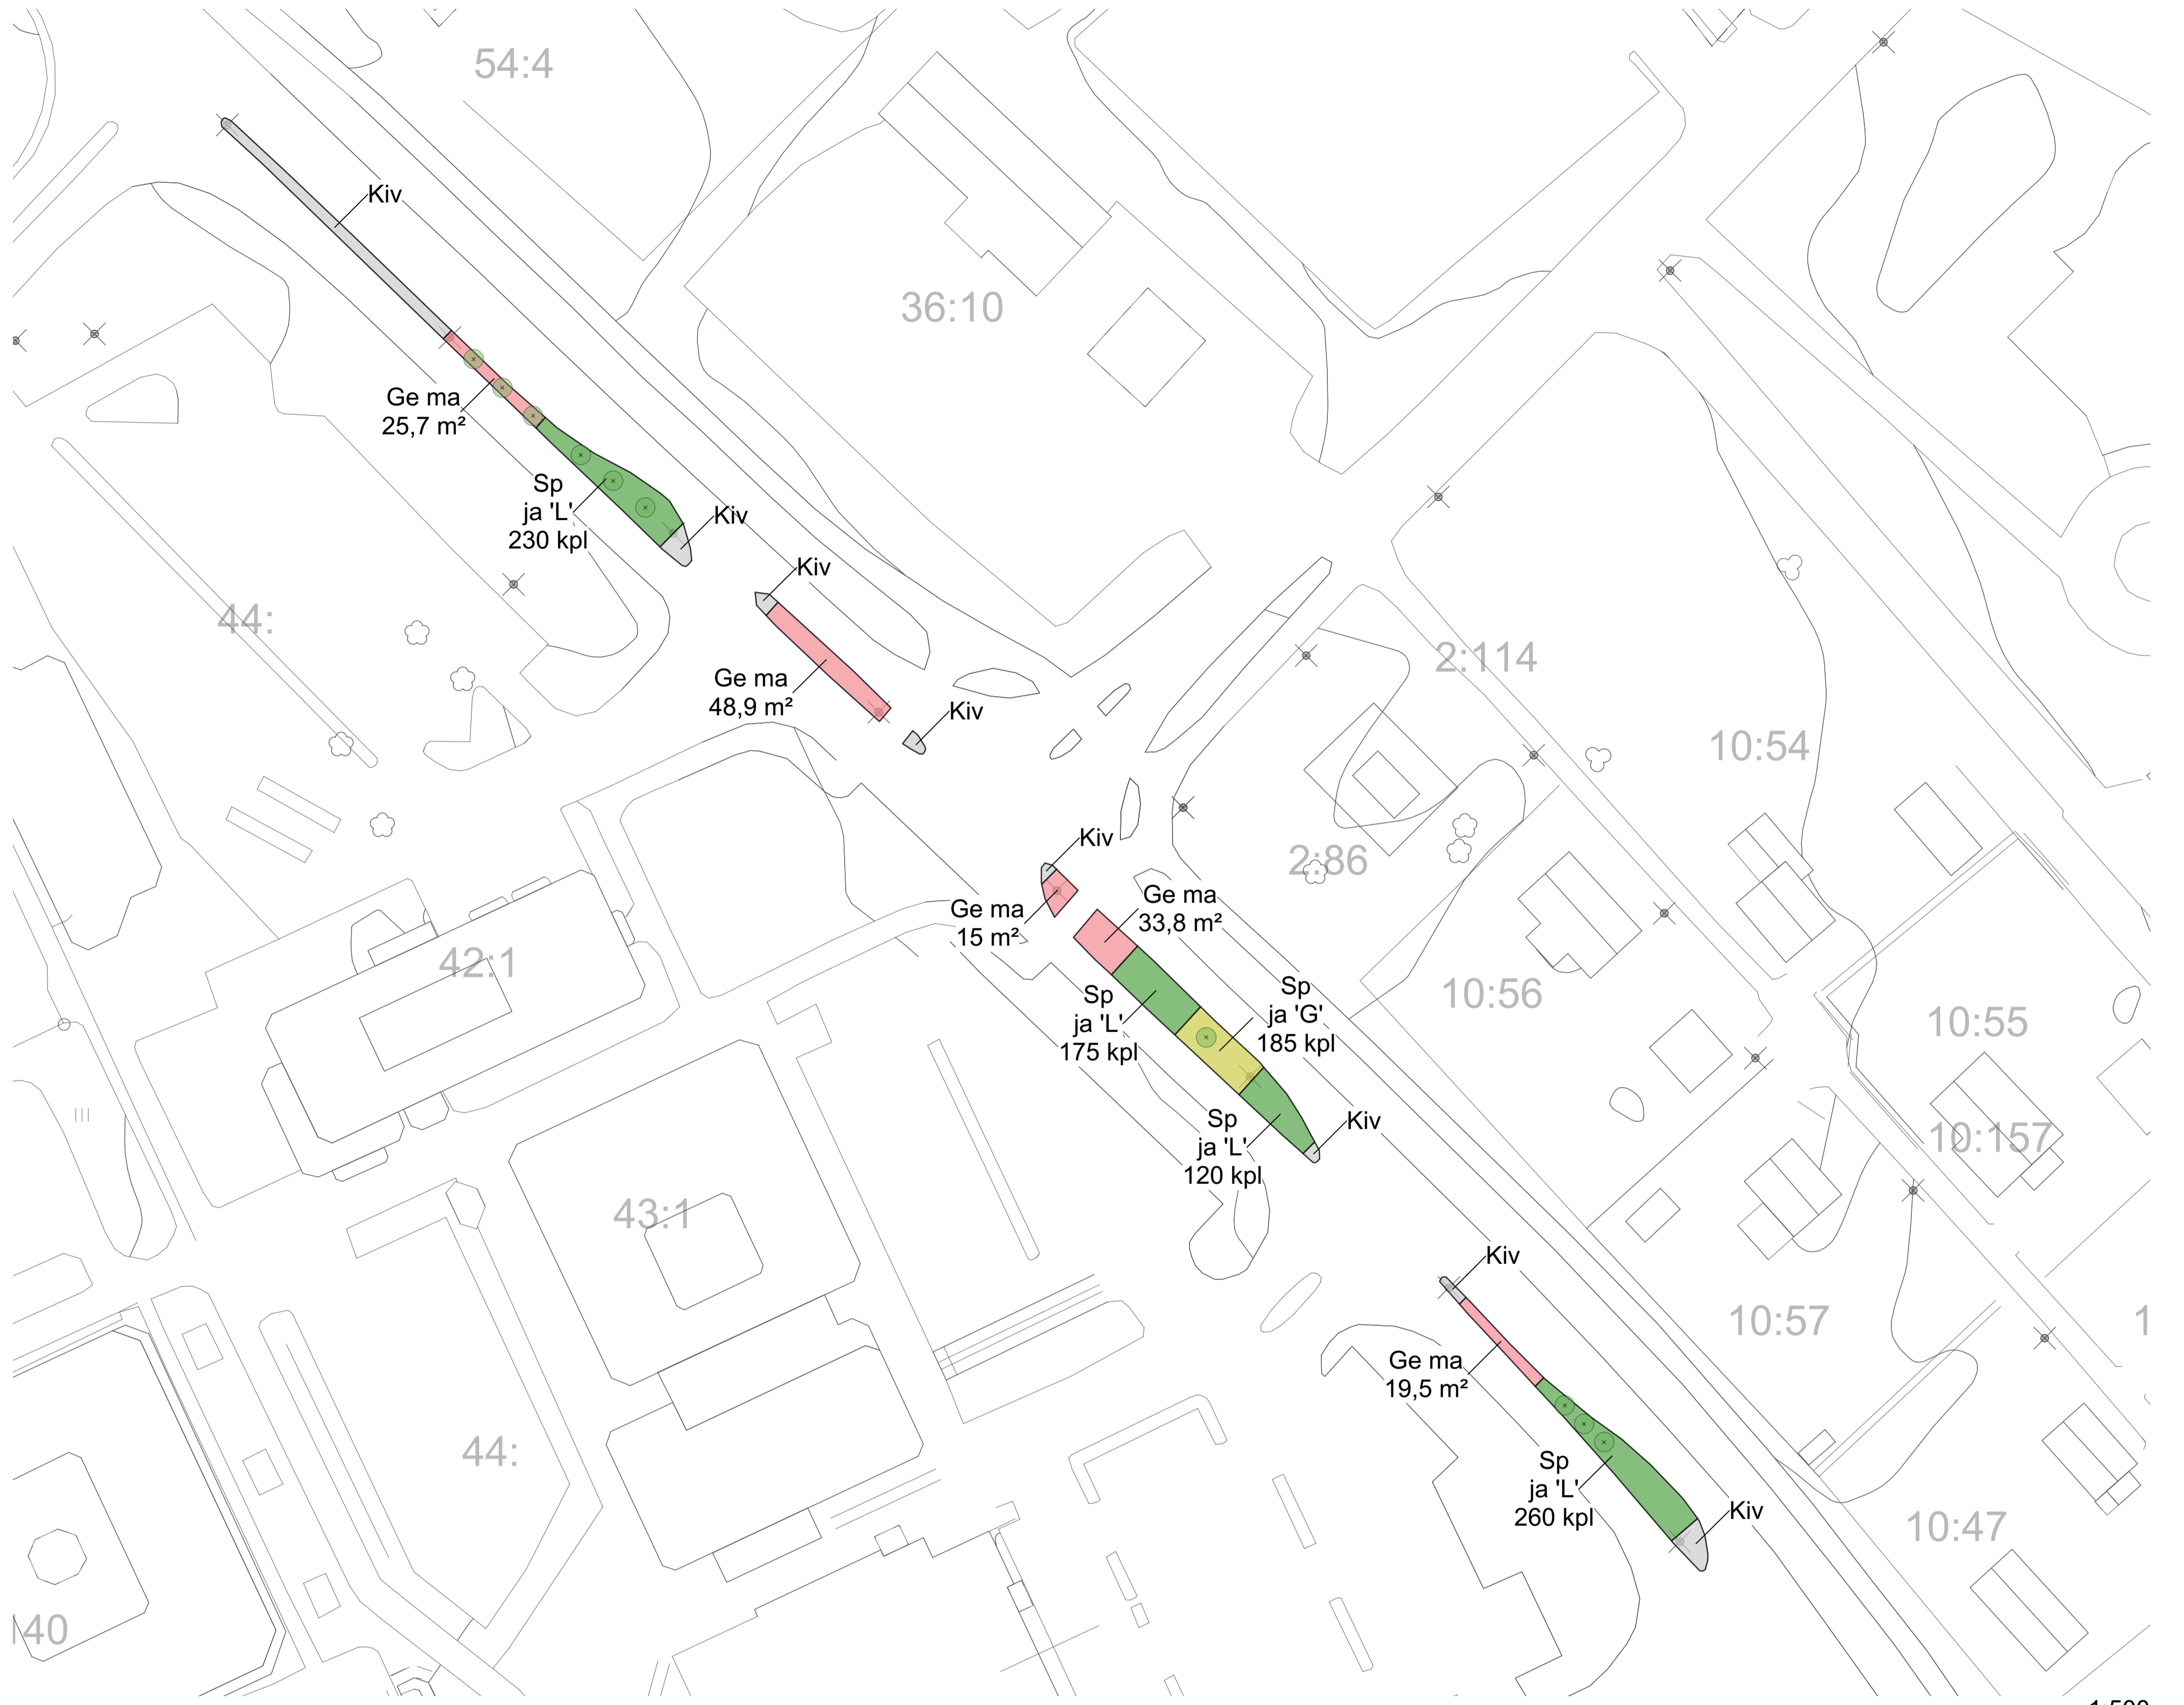 54:4
Kiv
36:10
Ge ma
25,7 m²
Sp
ja 'L'
230 kpl
Kiv
Kiv
44:
2:114
Ge ma
48,9 m²
Kiv
10:54
Kiv
2:86
Ge ma
33,8 m²
Ge ma
15 m²
42:1
10:56
Sp
ja 'G'
185 kpl
Sp
ja 'L'
175 kpl
10:55
Kiv
Sp
ja 'L'
120 kpl
10:157
43:1
Kiv
10:57
1
Ge ma
19,5 m²
44:
Sp
ja 'L'
260 kpl
Kiv
10:47
40